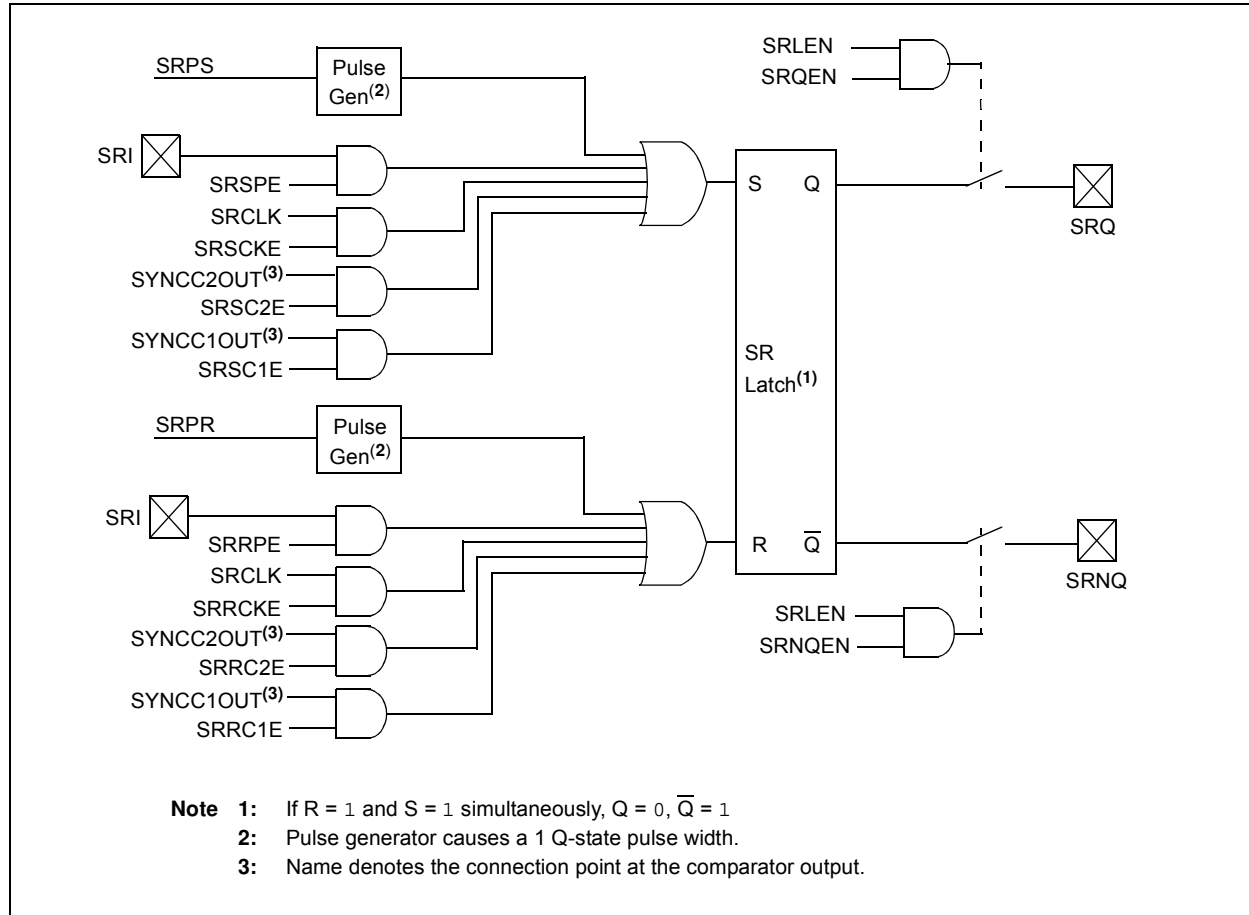 SRPS
Pulse
Gen(2)
SRI
SRSPE
SRCLK
SRSCKE
SYNCC2OUT(3)
SRSC2E
SYNCC1OUT(3)
SRSC1E
SRPR
Pulse
Gen(2)
SRI
SRRPE
SRCLK
SRRCKE
SYNCC2OUT(3)
SRRC2E
SYNCC1OUT(3)
SRRC1E
S Q
SR
Latch(1)
R Q̅
SRLEN
SRQEN
SRQ
SRLEN
SRNQEN
SRNQ
Note 1: If R = 1 and S = 1 simultaneously, Q = 0, Q̅ = 1
2: Pulse generator causes a 1 Q-state pulse width.
3: Name denotes the connection point at the comparator output.